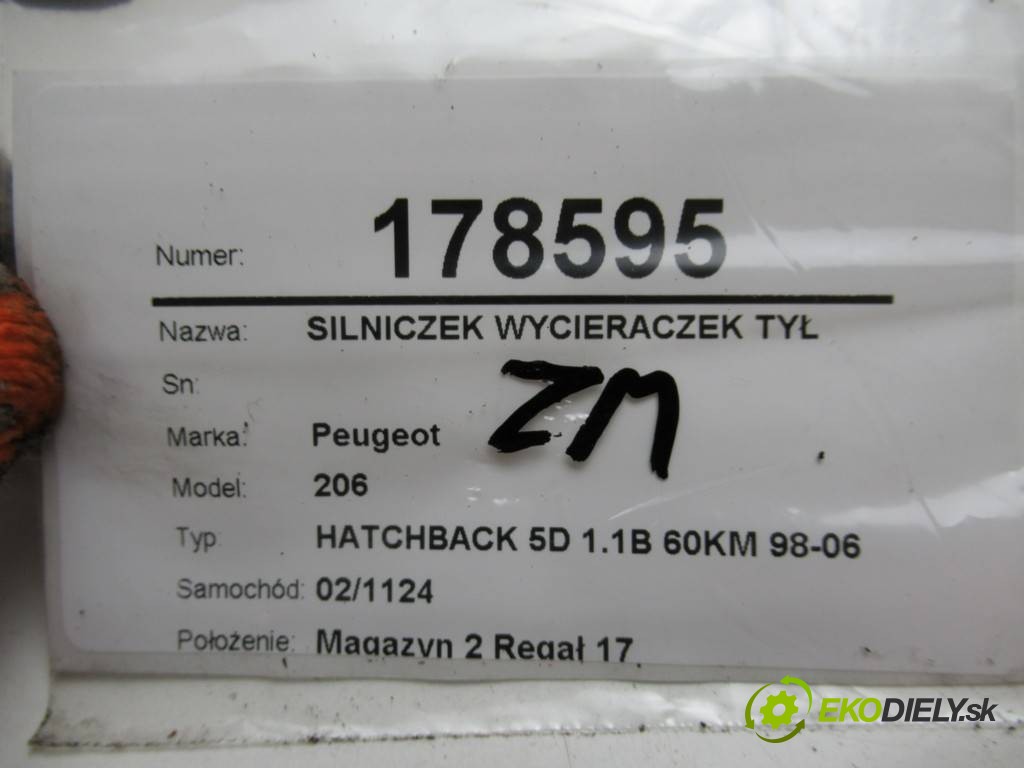 Numer: 178595
Nazwa: SILNICZEK WYCIERACZEK TYŁ
Sn:
ZM
Marka: Peugeot
Model: 206
Typ: HATCHBACK 5D 1.1B 60KM 98-06
Samochód: 02/1124
Położenie: Magazyn 2 Regał 17
EKODIELY.sk